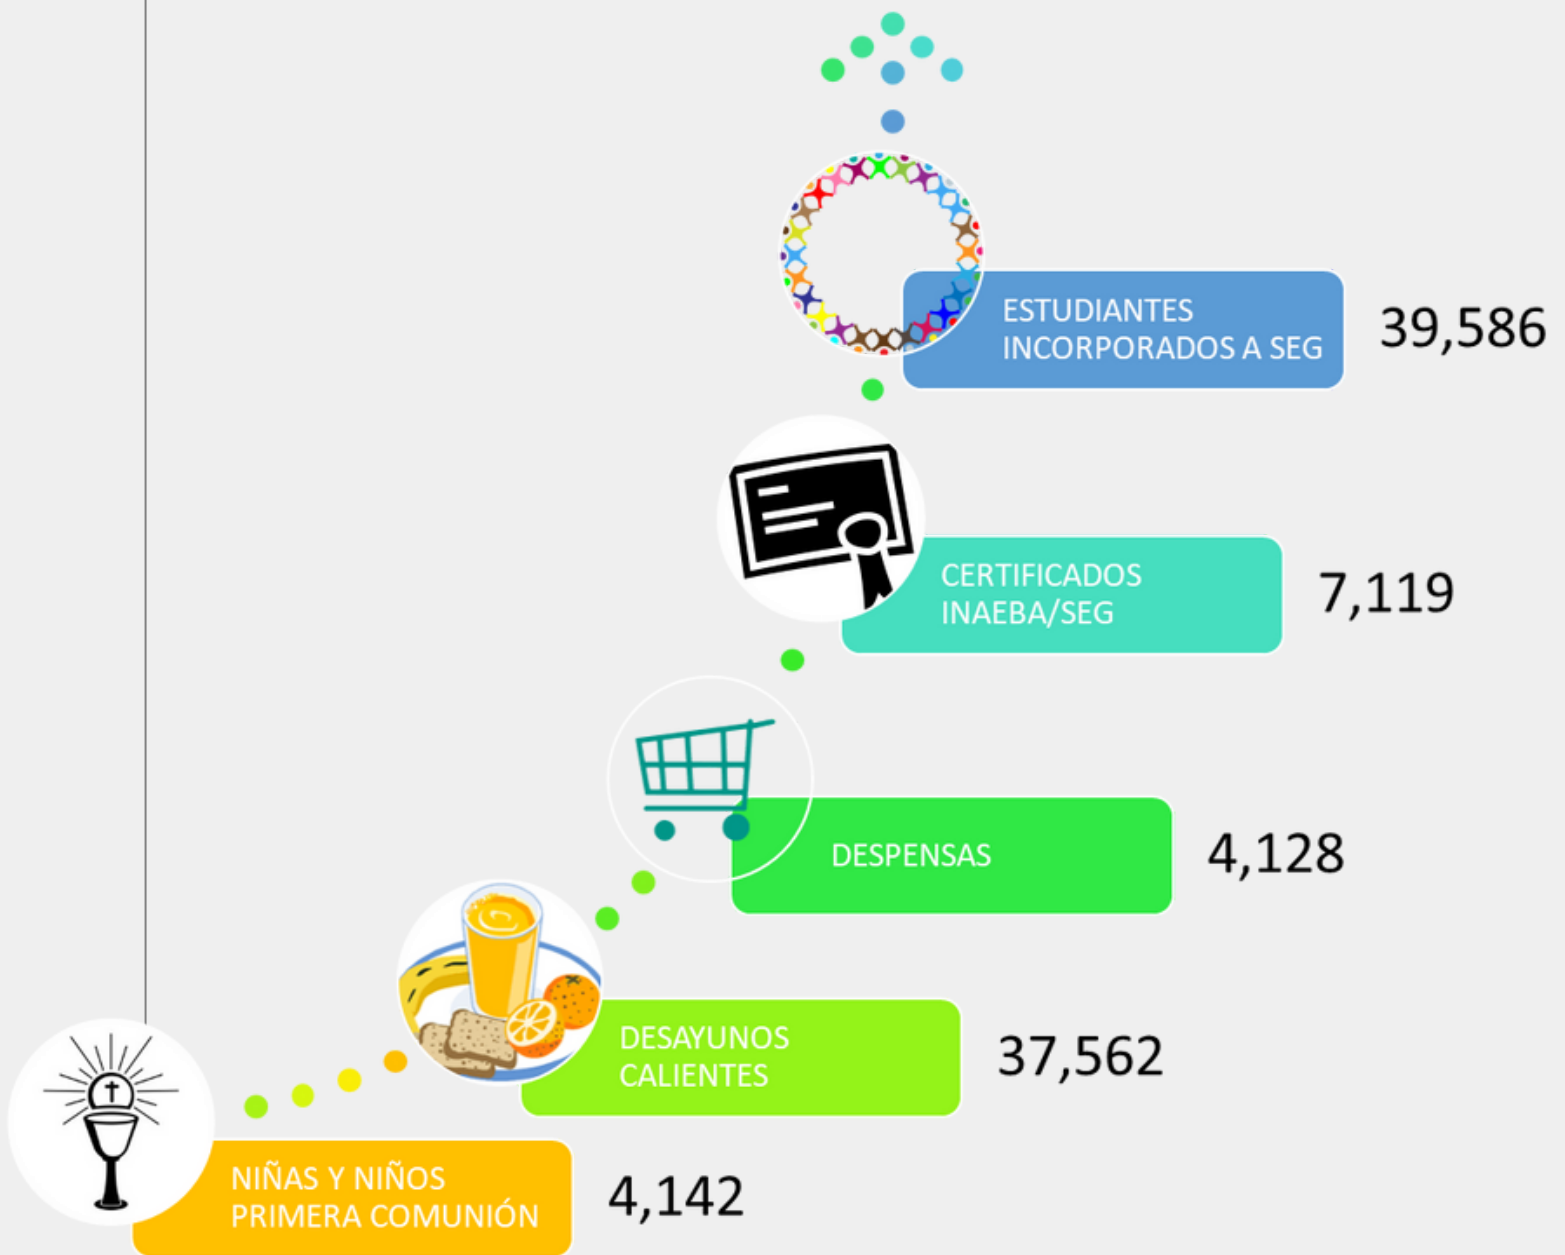 ESTUDIANTES
INCORPORADOS A SEG
39,586
CERTIFICADOS
INAEBA/SEG
7,119
DESPENSAS
4,128
DESAYUNOS
CALIENTES
37,562
NIÑAS Y NIÑOS
PRIMERA COMUNIÓN
4,142